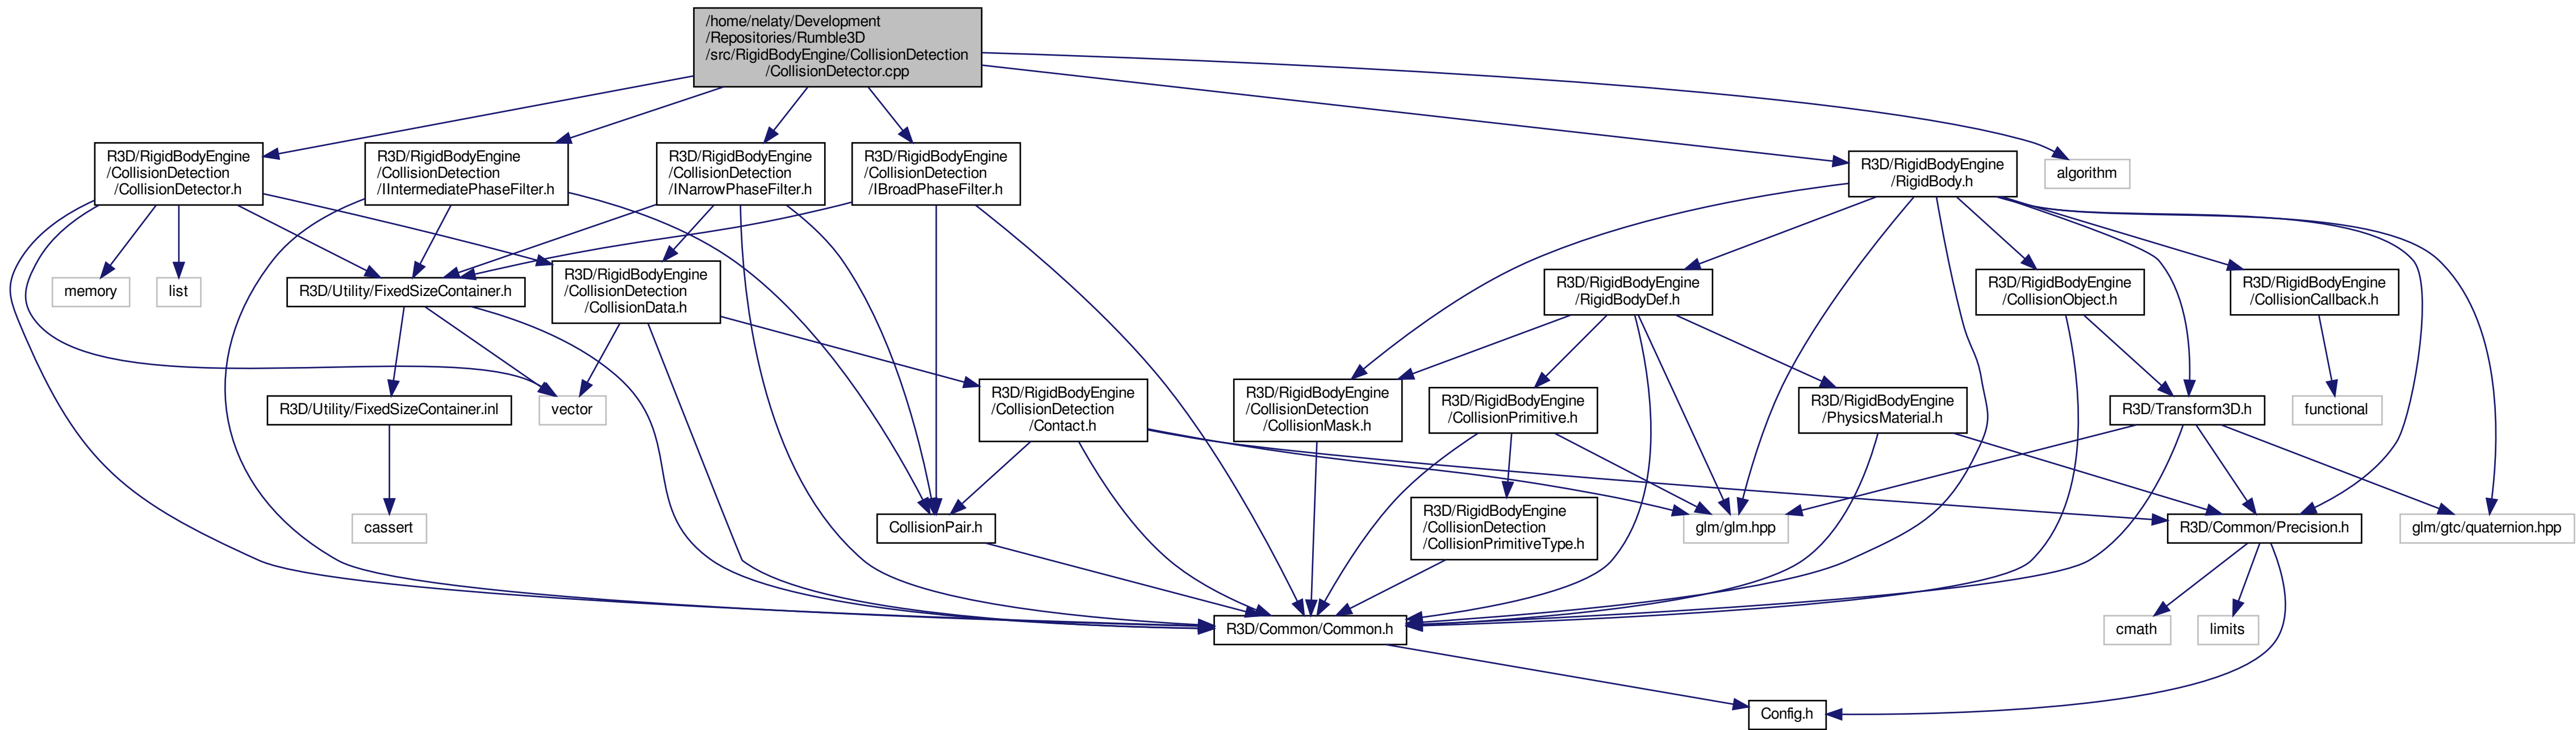 /home/nelaty/Development
/Repositories/Rumble3D
/src/RigidBodyEngine/CollisionDetection
/CollisionDetector.cpp
R3D/RigidBodyEngine
/CollisionDetection
/CollisionDetector.h
R3D/RigidBodyEngine
/CollisionDetection
/IIntermediatePhaseFilter.h
R3D/RigidBodyEngine
/CollisionDetection
/INarrowPhaseFilter.h
R3D/RigidBodyEngine
/CollisionDetection
/IBroadPhaseFilter.h
R3D/RigidBodyEngine
/RigidBody.h
algorithm
memory
list
R3D/Utility/FixedSizeContainer.h
R3D/RigidBodyEngine
/CollisionDetection
/CollisionData.h
R3D/RigidBodyEngine
/RigidBodyDef.h
R3D/RigidBodyEngine
/CollisionObject.h
R3D/RigidBodyEngine
/CollisionCallback.h
R3D/Utility/FixedSizeContainer.inl
vector
R3D/RigidBodyEngine
/CollisionDetection
/Contact.h
R3D/RigidBodyEngine
/CollisionDetection
/CollisionMask.h
R3D/RigidBodyEngine
/CollisionPrimitive.h
R3D/RigidBodyEngine
/PhysicsMaterial.h
R3D/Transform3D.h
functional
cassert
CollisionPair.h
R3D/RigidBodyEngine
/CollisionDetection
/CollisionPrimitiveType.h
glm/glm.hpp
R3D/Common/Precision.h
glm/gtc/quaternion.hpp
R3D/Common/Common.h
cmath
limits
Config.h